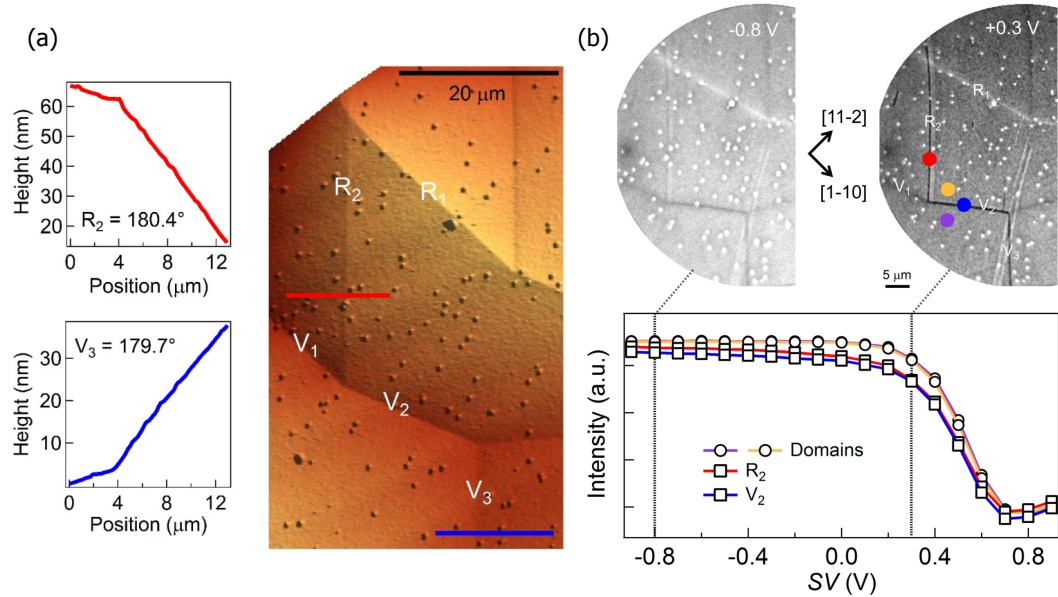 (a)
60
50
40
30
20
Height (nm)
R2 = 180.4°
0 4 8 12
Position (μm)
V3 = 179.7°
50
40
30
20
10
Height (nm)
0 4 8 12
Position (μm)
20 μm
R2
R1
V1
V2
V3
(b)
-0.8 V
+0.3 V
[11-2]
[1-10]
R1
R2
V1
V2
V3
5 μm
Intensity (a.u.)
Domains
R2
V2
-0.8 -0.4 0.0 0.4 0.8
SV (V)